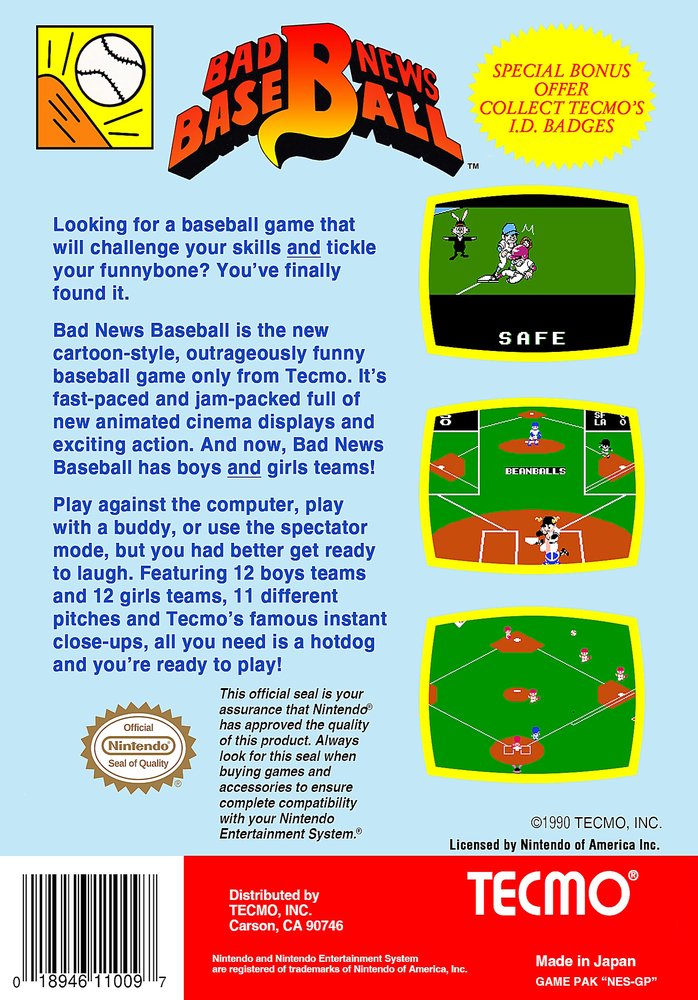 BAD NEWS
BASEBALL
TM
SPECIAL BONUS
OFFER
COLLECT TECMO'S
I.D. BADGES
Looking for a baseball game that
will challenge your skills and tickle
your funnybone? You've finally
found it.
Bad News Baseball is the new
cartoon-style, outrageously funny
baseball game only from Tecmo. It's
fast-paced and jam-packed full of
new animated cinema displays and
exciting action. And now, Bad News
Baseball has boys and girls teams!
Play against the computer, play
with a buddy, or use the spectator
mode, but you had better get ready
to laugh. Featuring 12 boys teams
and 12 girls teams, 11 different
pitches and Tecmo's famous instant
close-ups, all you need is a hotdog
and you're ready to play!
SAFE
SF 0
LA 0
BEANBALLS
Official
Nintendo®
Seal of Quality
®
This official seal is your
assurance that Nintendo®
has approved the quality
of this product. Always
look for this seal when
buying games and
accessories to ensure
complete compatibility
with your Nintendo
Entertainment System.®
©1990 TECMO, INC.
Licensed by Nintendo of America Inc.
0 18946 11009 7
Distributed by
TECMO, INC.
Carson, CA 90746
TECMO®
Nintendo and Nintendo Entertainment System
are registered of trademarks of Nintendo of America, Inc.
Made in Japan
GAME PAK "NES-GP"